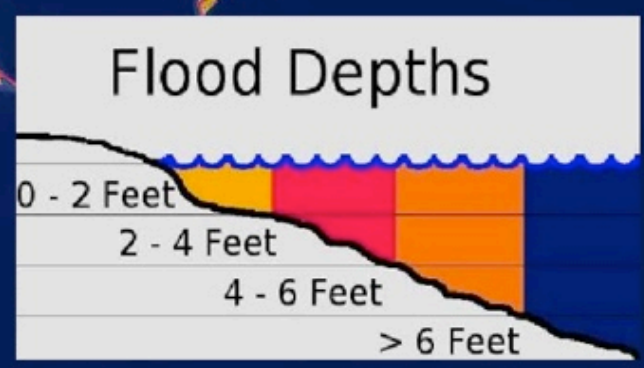 Flood Depths
0 - 2 Feet
2 - 4 Feet
4 - 6 Feet
> 6 Feet